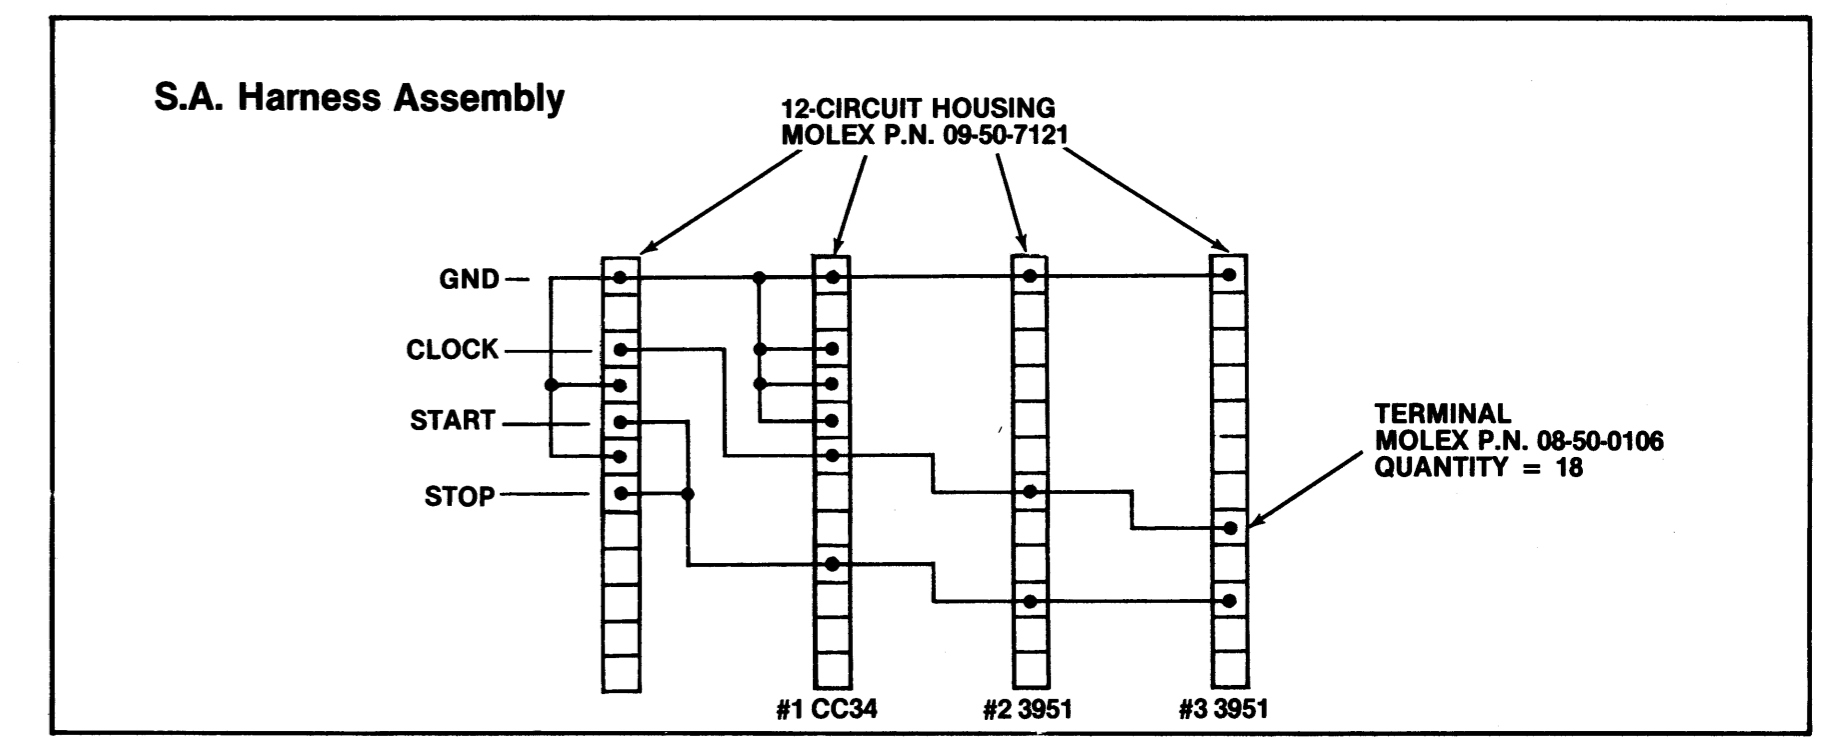 S.A. Harness Assembly
12-CIRCUIT HOUSING
MOLEX P.N. 09-50-7121
GND
CLOCK
START
STOP
TERMINAL
MOLEX P.N. 08-50-0106
QUANTITY = 18
#1 CC34
#2 3951
#3 3951